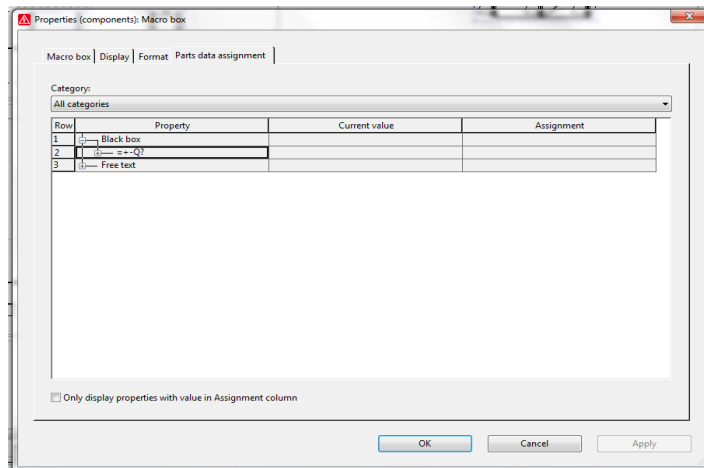 Properties (components): Macro box
Macro box Display Format Parts data assignment
Category:
All categories
Row Property Current value Assignment
1 Black box
2 =+-Q?
3 Free text
Only display properties with value in Assignment column
OK Cancel Apply